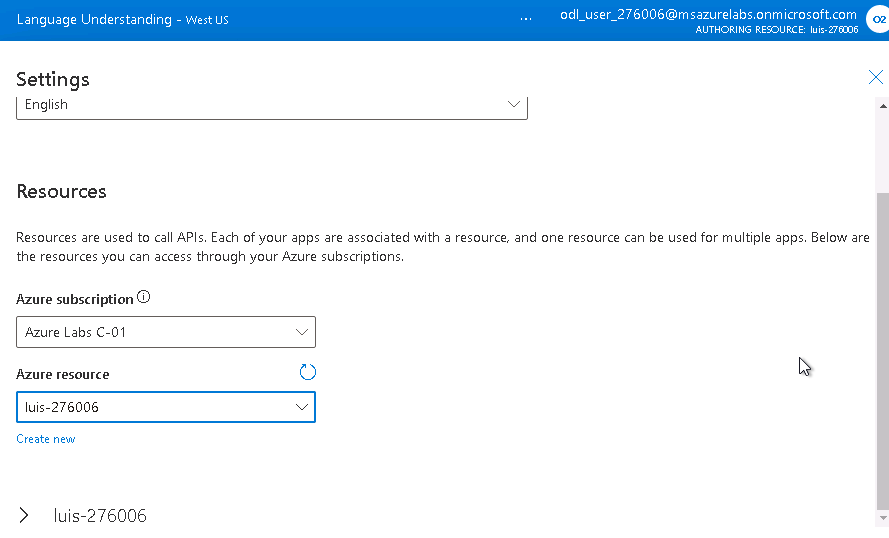 Language Understanding - West US
... odl_user_276006@msazurelabs.onmicrosoft.com
AUTHORING RESOURCE: luis-276006
O2
Settings
English
Resources
Resources are used to call APIs. Each of your apps are associated with a resource, and one resource can be used for multiple apps. Below are
the resources you can access through your Azure subscriptions.
Azure subscription
Azure Labs C-01
Azure resource
luis-276006
Create new
luis-276006